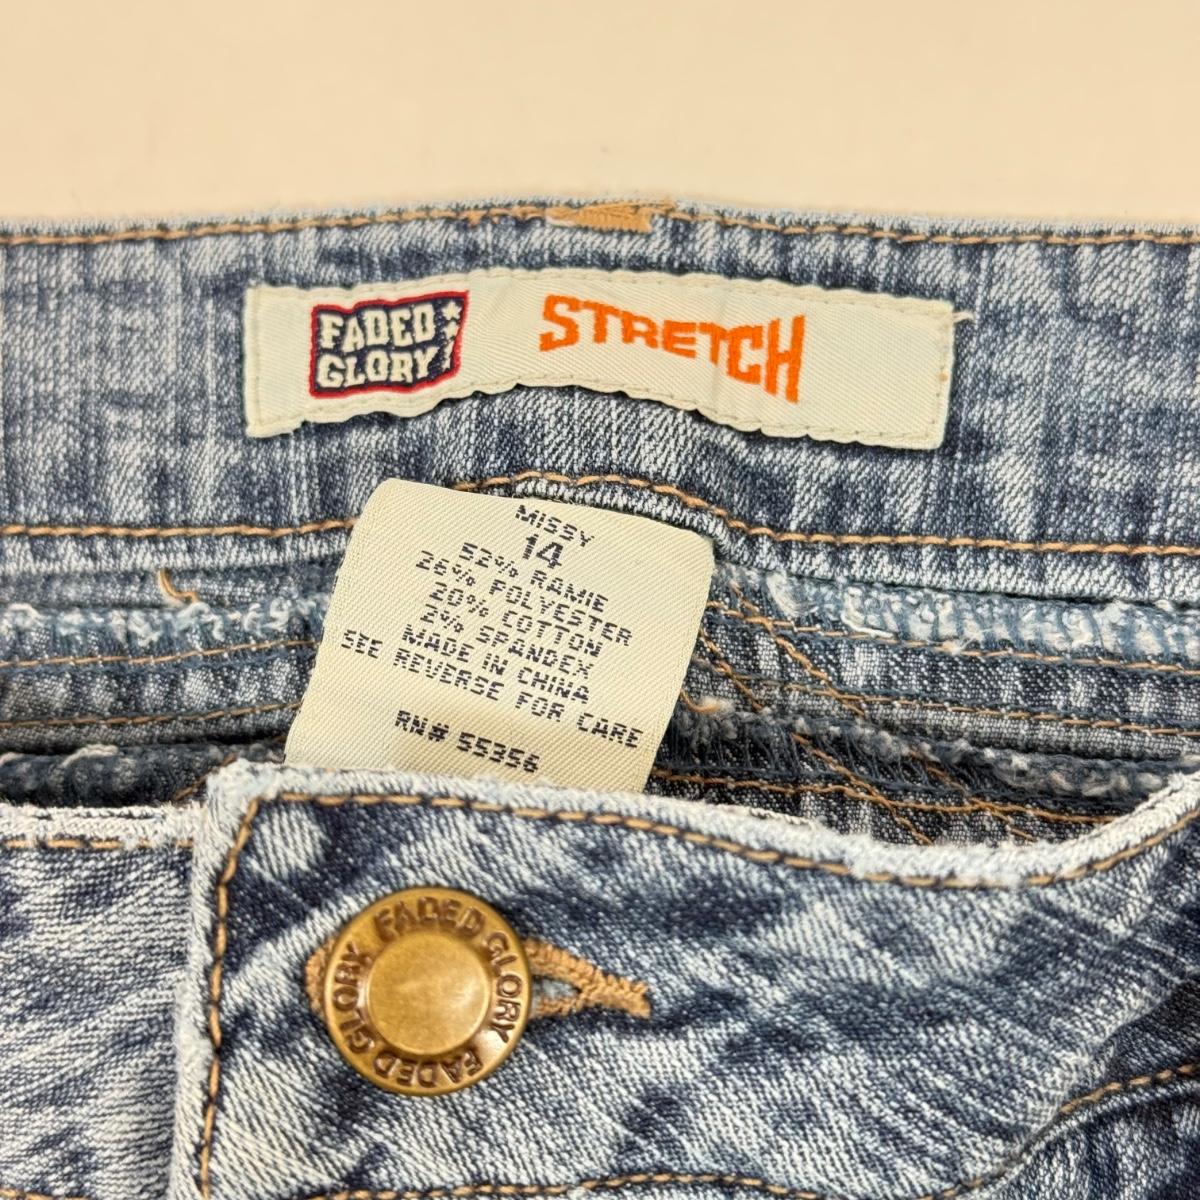 FADED
GLORY
STRETCH
MISSY
14
52% RAMIE
26% POLYESTER
20% COTTON
2% SPANDEX
MADE IN CHINA
SEE REVERSE FOR CARE
RN# 55356
FADED GLORY FADED GLORY